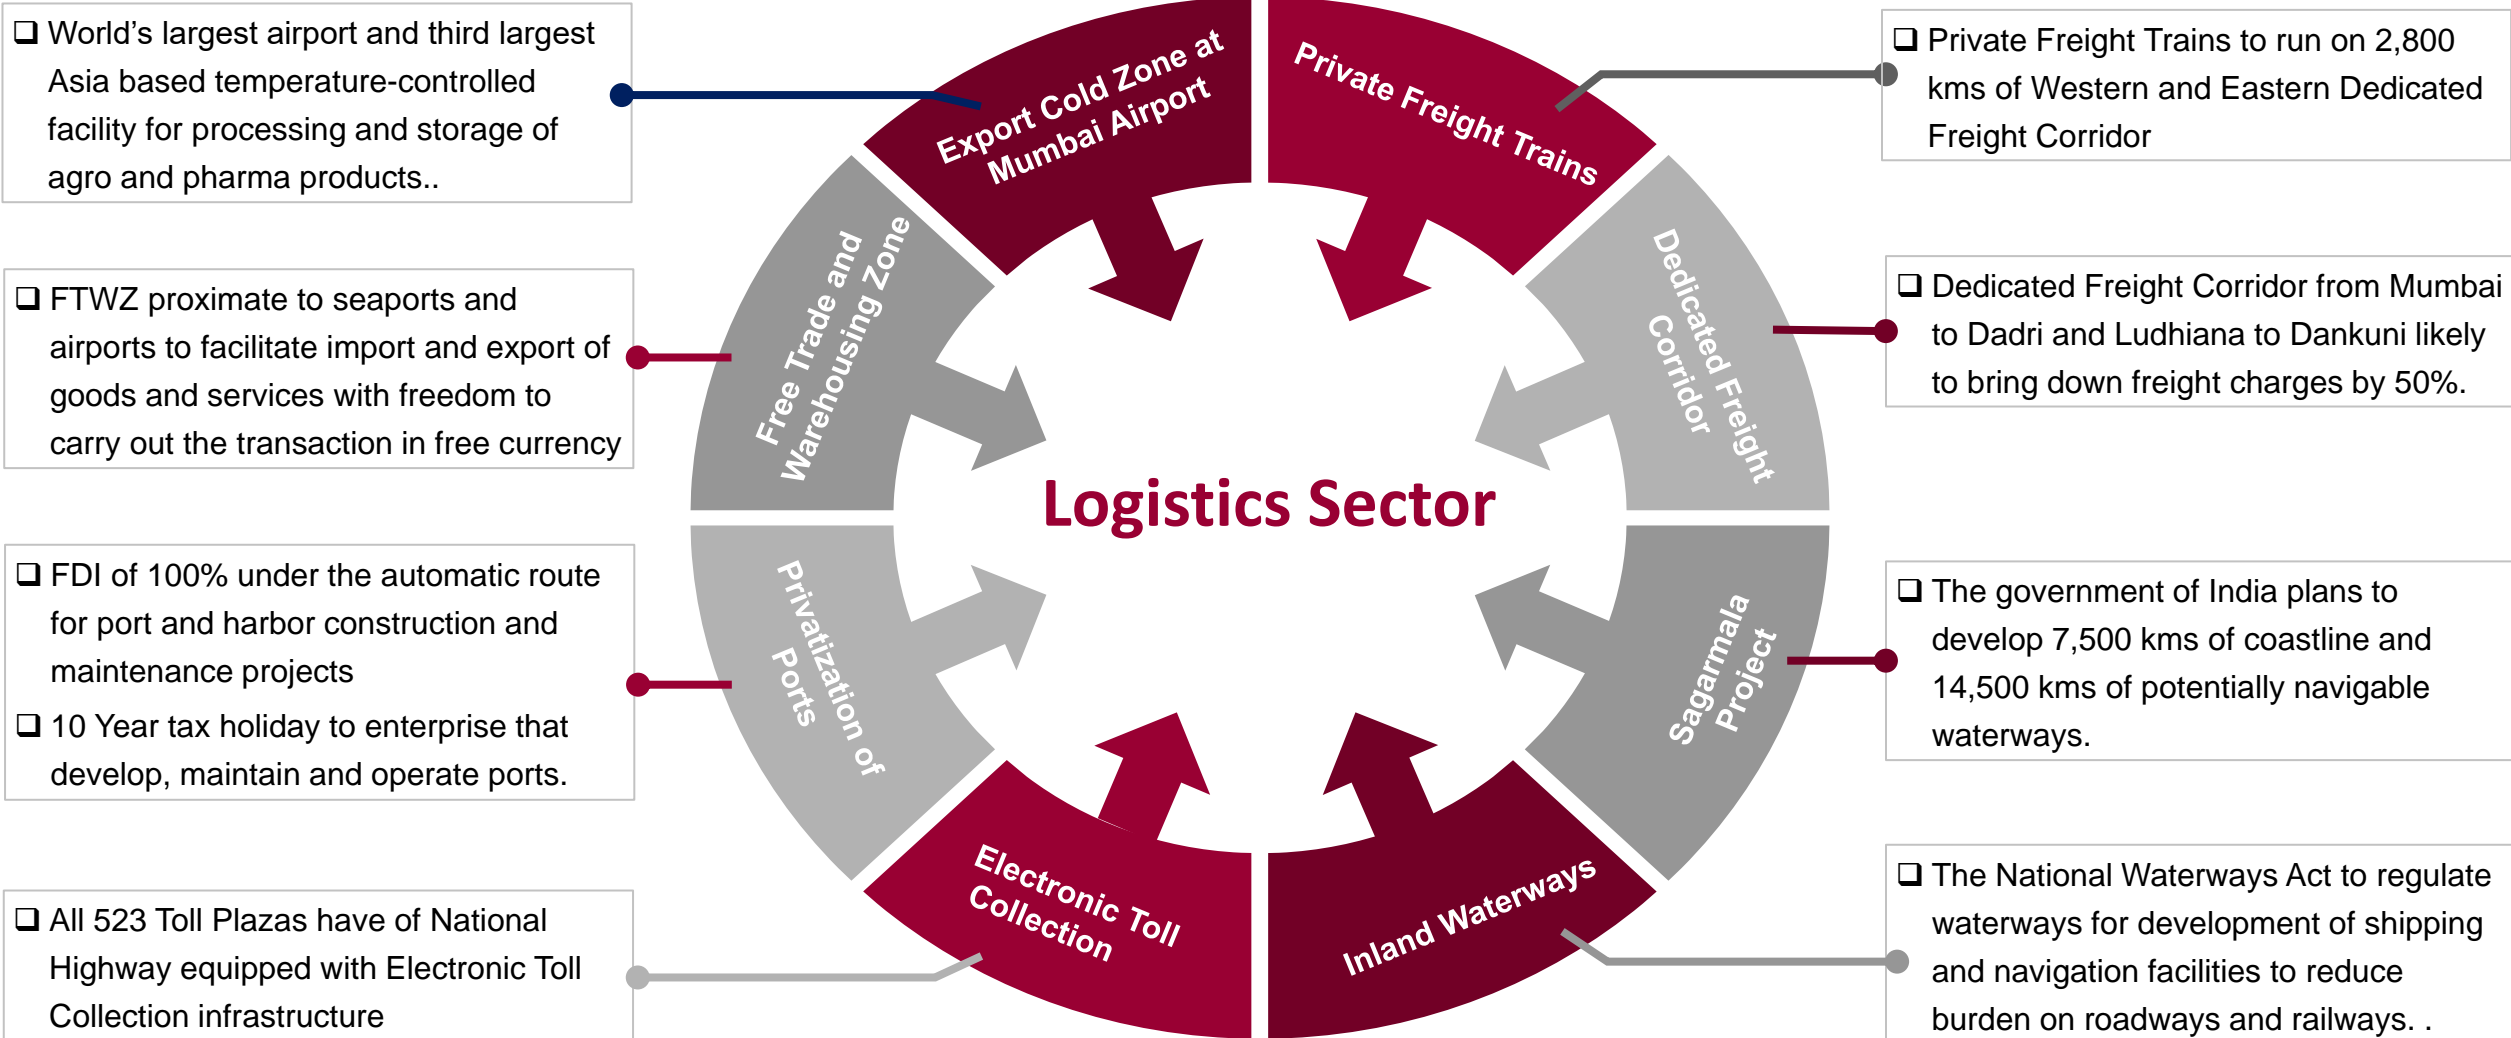 World’s largest airport and third largest
Asia based temperature-controlled
facility for processing and storage of
agro and pharma products..
FTWZ proximate to seaports and
airports to facilitate import and export of
goods and services with freedom to
carry out the transaction in free currency
FDI of 100% under the automatic route
for port and harbor construction and
maintenance projects
10 Year tax holiday to enterprise that
develop, maintain and operate ports.
All 523 Toll Plazas have of National
Highway equipped with Electronic Toll
Collection infrastructure
Export Cold Zone at
Mumbai Airport
Private Freight Trains
Free Trade and
Warehousing Zone
Dedicated Freight
Corridor
Logistics Sector
Privatization of
Ports
Sagarmala
Project
Electronic Toll
Collection
Inland Waterways
Private Freight Trains to run on 2,800
kms of Western and Eastern Dedicated
Freight Corridor
Dedicated Freight Corridor from Mumbai
to Dadri and Ludhiana to Dankuni likely
to bring down freight charges by 50%.
The government of India plans to
develop 7,500 kms of coastline and
14,500 kms of potentially navigable
waterways.
The National Waterways Act to regulate
waterways for development of shipping
and navigation facilities to reduce
burden on roadways and railways. .